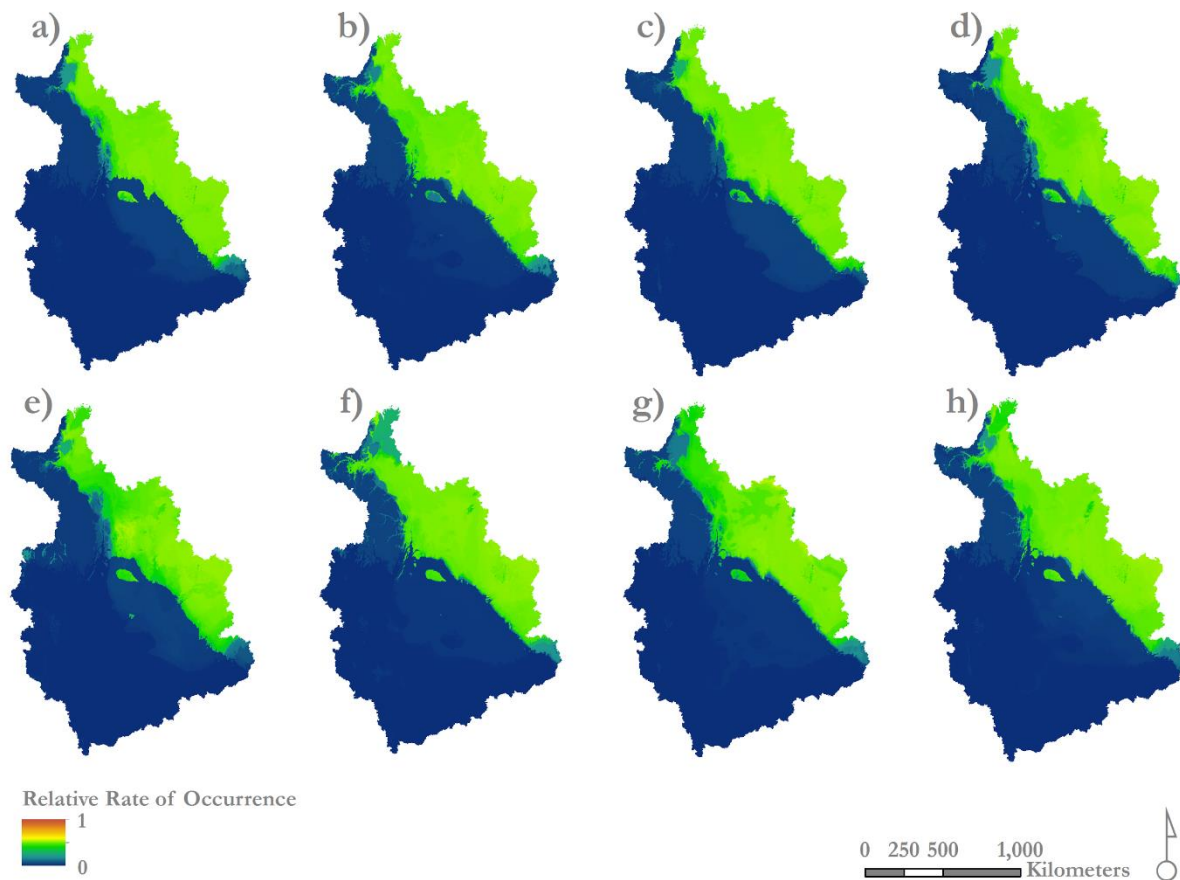 a) b) c) d)
e) f) g) h)
Relative Rate of Occurrence
1
0
0 250 500 1,000
Kilometers